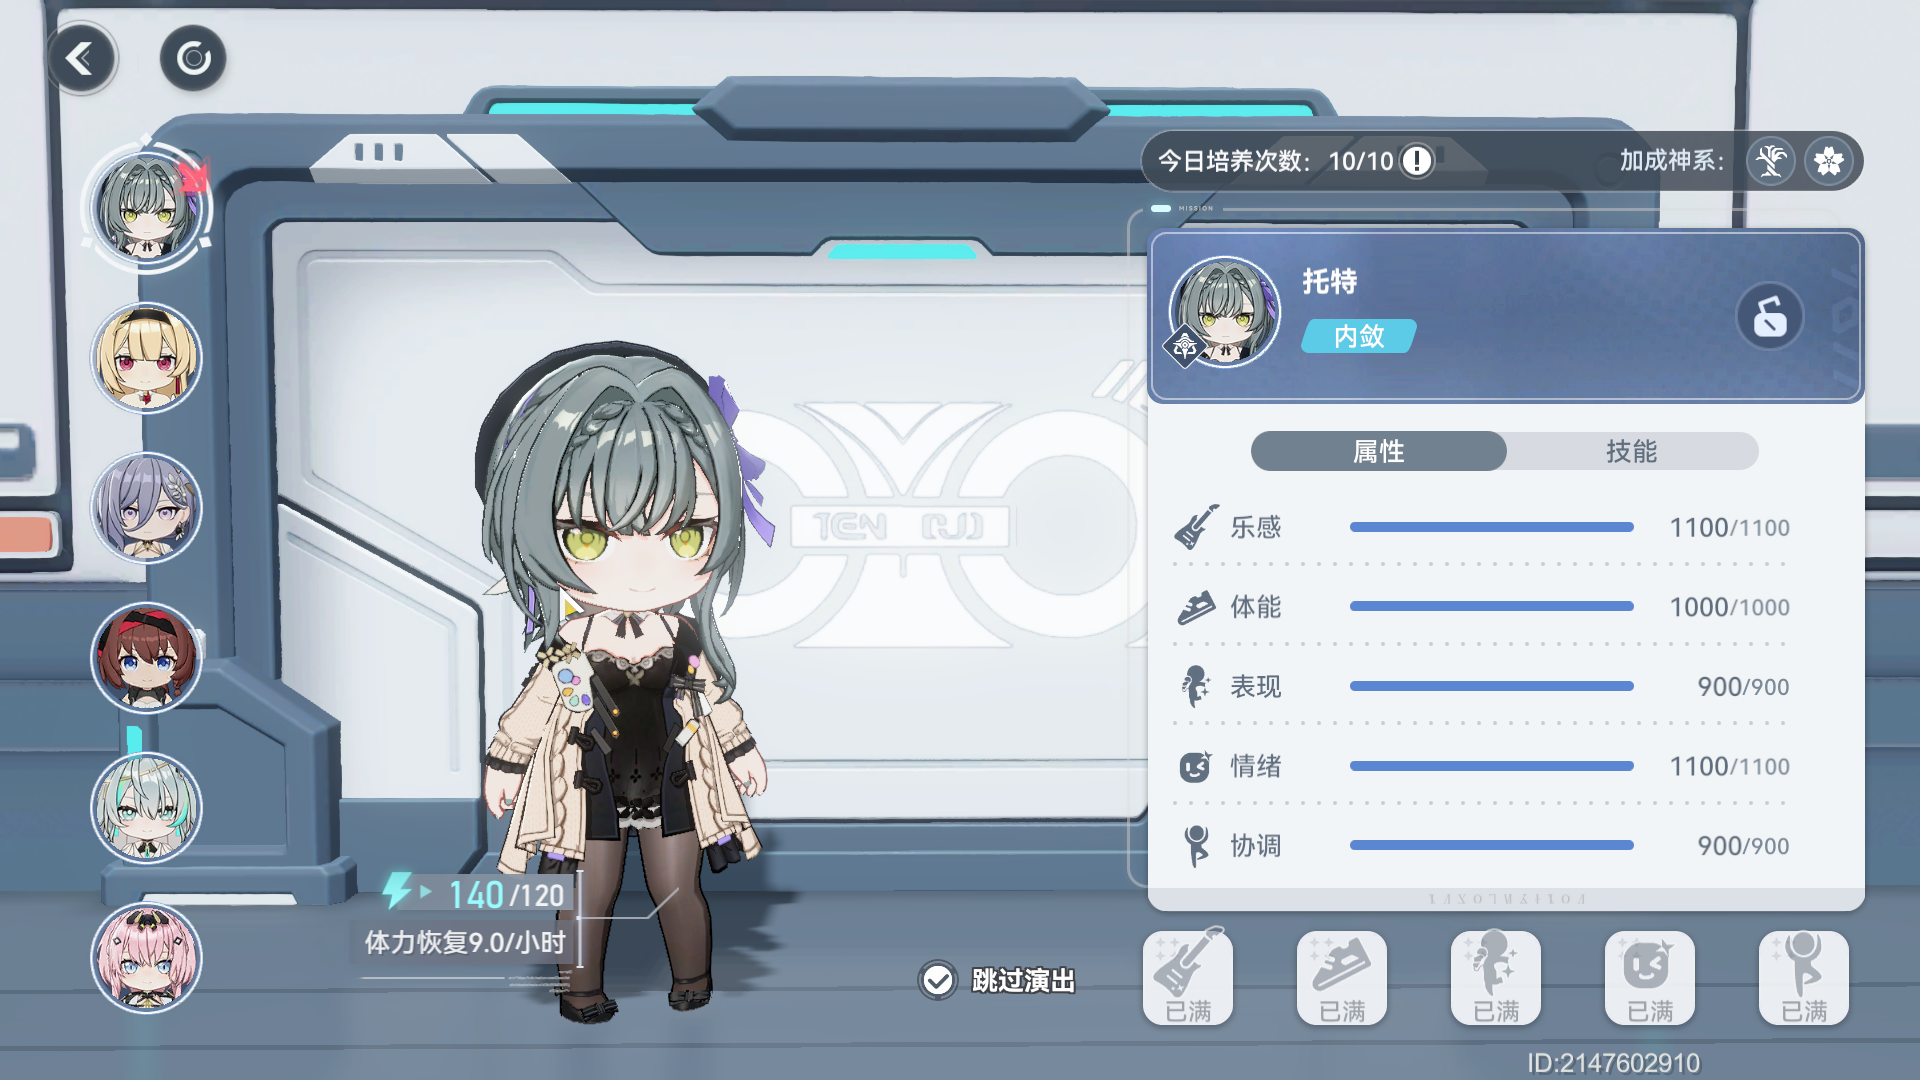 今日培养次数: 10/10
加成神系:
MISSION
托特
内敛
属性 技能
乐感 1100/1100
体能 1000/1000
表现 900/900
情绪 1100/1100
协调 900/900
TEN
140/120
体力恢复9.0/小时
跳过演出
已满 已满 已满 已满 已满
ID:2147602910